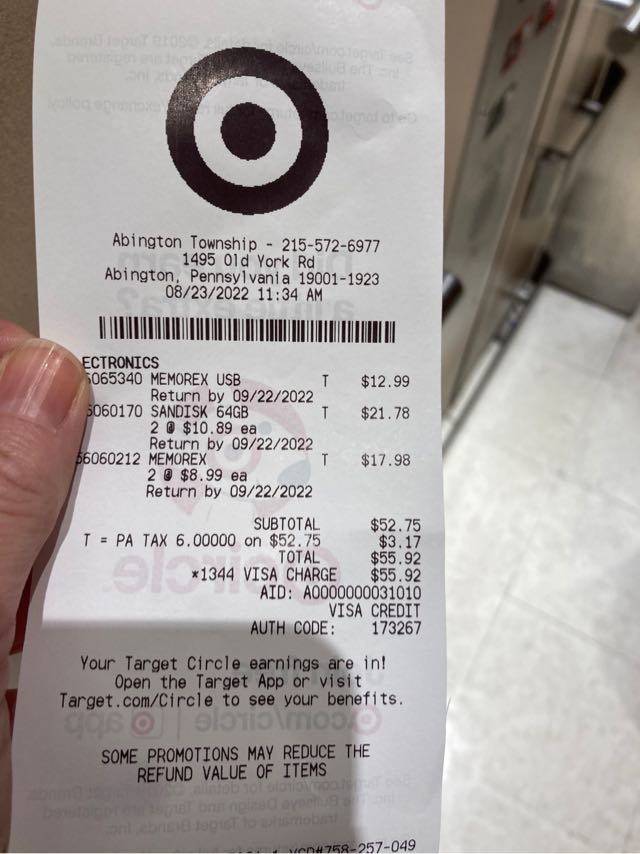 Abington Township - 215-572-6977
1495 Old York Rd
Abington, Pennsylvania 19001-1923
08/23/2022 11:34 AM
ECTRONICS
5065340 MEMOREX USB T $12.99
Return by 09/22/2022
6060170 SANDISK 64GB T $21.78
2 @ $10.89 ea
Return by 09/22/2022
56060212 MEMOREX T $17.98
2 @ $8.99 ea
Return by 09/22/2022
SUBTOTAL $52.75
T = PA TAX 6.00000 on $52.75 $3.17
TOTAL $55.92
*1344 VISA CHARGE $55.92
AID: A0000000031010
VISA CREDIT
AUTH CODE: 173267
Your Target Circle earnings are in!
Open the Target App or visit
Target.com/Circle to see your benefits.
SOME PROMOTIONS MAY REDUCE THE
REFUND VALUE OF ITEMS
VCD#758-257-049